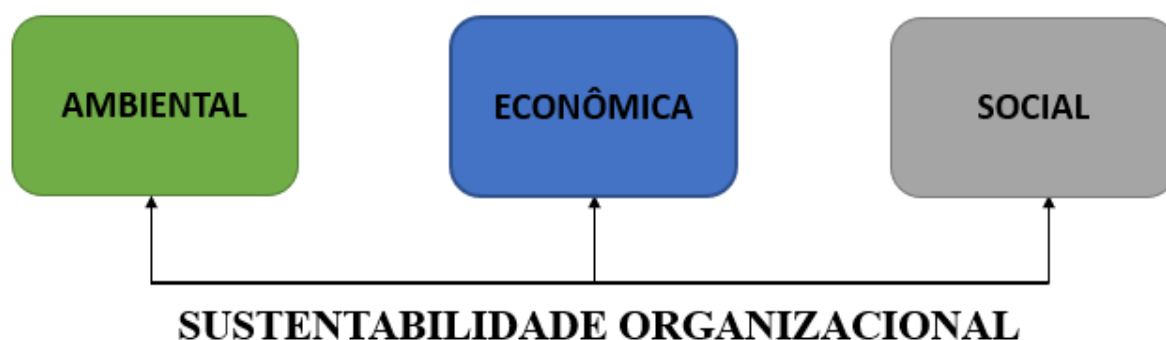 AMBIENTAL
ECONÔMICA
SOCIAL
SUSTENTABILIDADE ORGANIZACIONAL